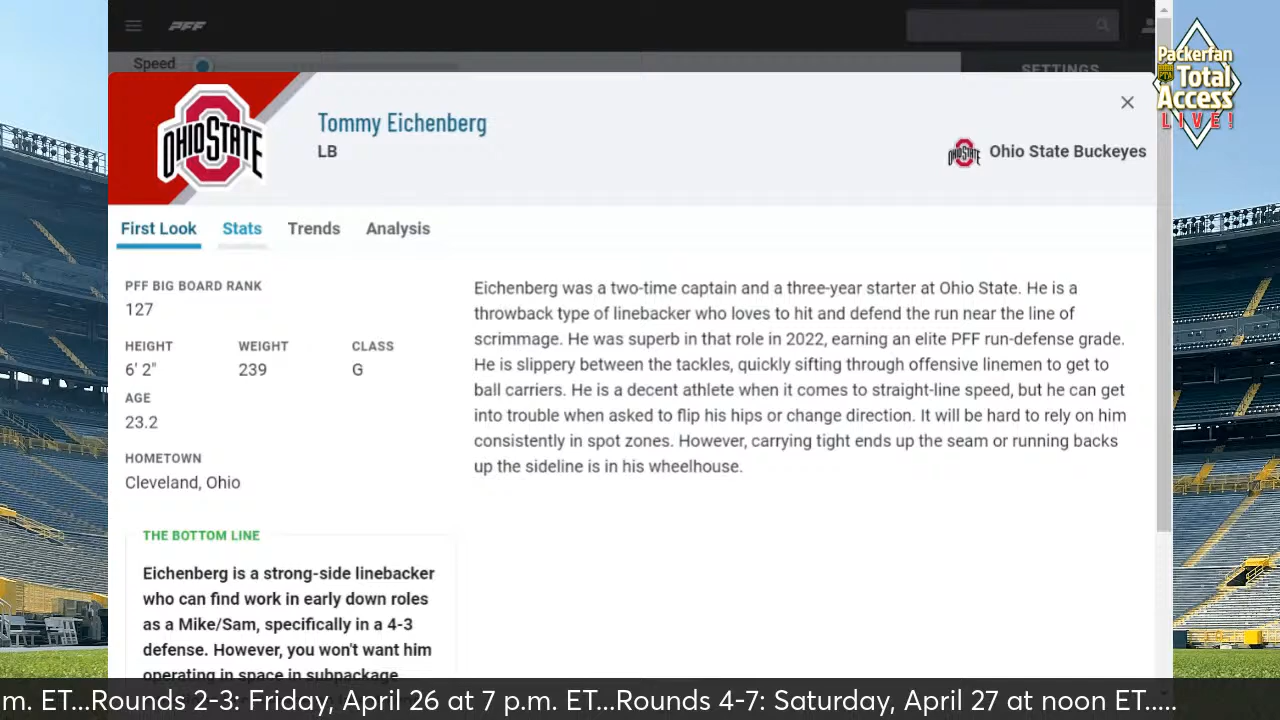 PFF
Speed
SETTINGS
Packerfan
PTA
Total
Access
LIVE!
OHIO STATE
Tommy Eichenberg
LB
OHIO STATE
Ohio State Buckeyes
First Look
Stats
Trends
Analysis
PFF BIG BOARD RANK
127
HEIGHT
WEIGHT
CLASS
6' 2"
239
G
AGE
23.2
HOMETOWN
Cleveland, Ohio
Eichenberg was a two-time captain and a three-year starter at Ohio State. He is a
throwback type of linebacker who loves to hit and defend the run near the line of
scrimmage. He was superb in that role in 2022, earning an elite PFF run-defense grade.
He is slippery between the tackles, quickly sifting through offensive linemen to get to
ball carriers. He is a decent athlete when it comes to straight-line speed, but he can get
into trouble when asked to flip his hips or change direction. It will be hard to rely on him
consistently in spot zones. However, carrying tight ends up the seam or running backs
up the sideline is in his wheelhouse.
THE BOTTOM LINE
Eichenberg is a strong-side linebacker
who can find work in early down roles
as a Mike/Sam, specifically in a 4-3
defense. However, you won't want him
operating in space in subpackage
m. ET...Rounds 2-3: Friday, April 26 at 7 p.m. ET...Rounds 4-7: Saturday, April 27 at noon ET.....